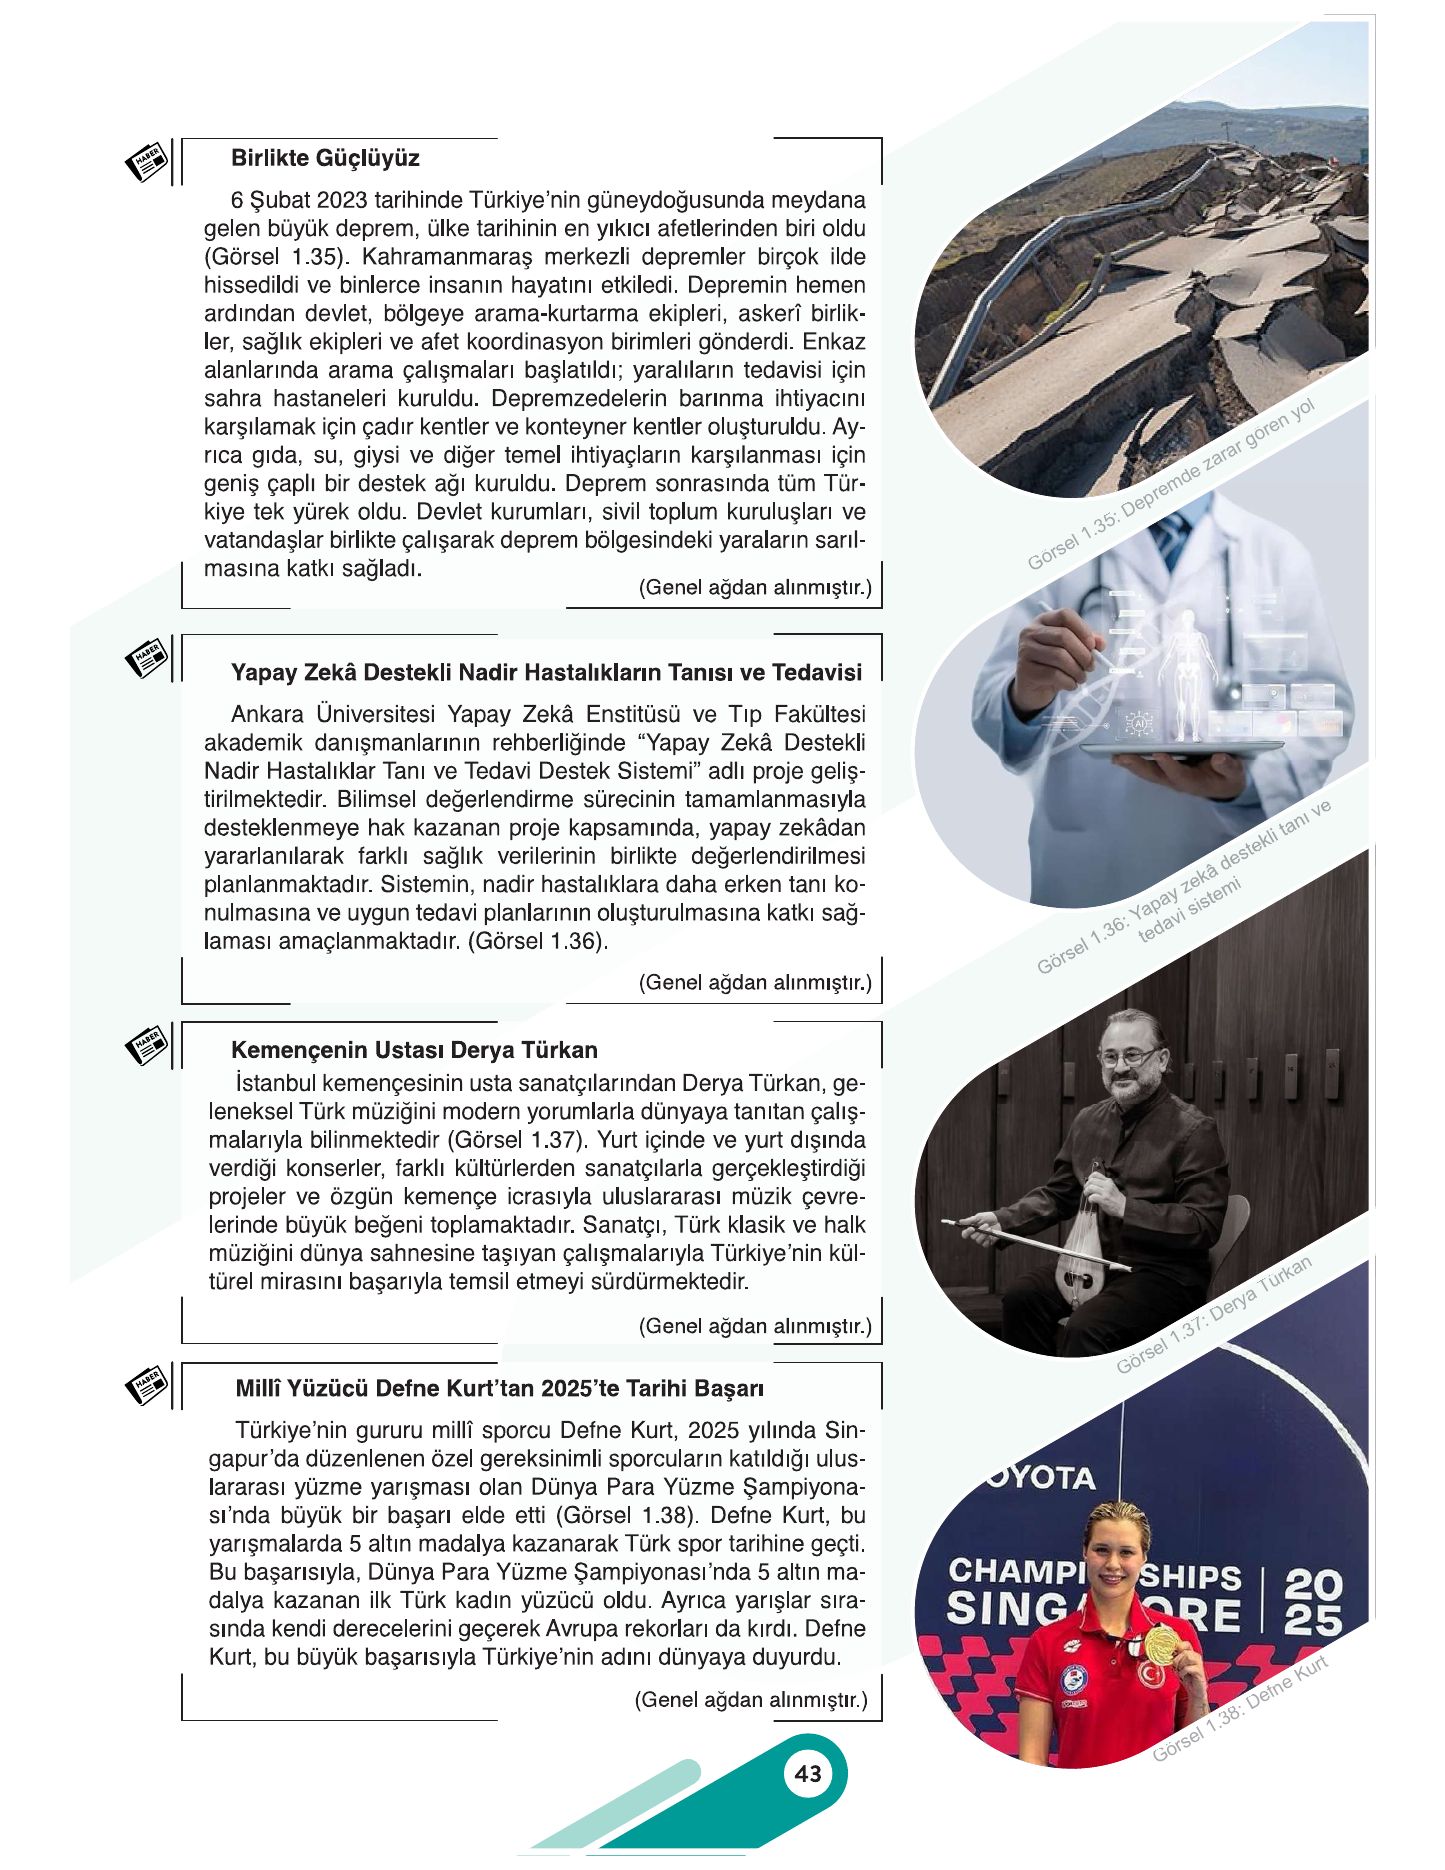 HABER
Birlikte Güçlüyüz
6 Şubat 2023 tarihinde Türkiye’nin güneydoğusunda meydana
gelen büyük deprem, ülke tarihinin en yıkıcı afetlerinden biri oldu
(Görsel 1.35). Kahramanmaraş merkezli depremler birçok ilde
hissedildi ve binlerce insanın hayatını etkiledi. Depremin hemen
ardından devlet, bölgeye arama-kurtarma ekipleri, askerî birlik-
ler, sağlık ekipleri ve afet koordinasyon birimleri gönderdi. Enkaz
alanlarında arama çalışmaları başlatıldı; yaralıların tedavisi için
sahra hastaneleri kuruldu. Depremzedelerin barınma ihtiyacını
karşılamak için çadır kentler ve konteyner kentler oluşturuldu. Ay-
rıca gıda, su, giysi ve diğer temel ihtiyaçların karşılanması için
geniş çaplı bir destek ağı kuruldu. Deprem sonrasında tüm Tür-
kiye tek yürek oldu. Devlet kurumları, sivil toplum kuruluşları ve
vatandaşlar birlikte çalışarak deprem bölgesindeki yaraların sarıl-
masına katkı sağladı.
(Genel ağdan alınmıştır.)
Görsel 1.35: Depremde zarar gören yol
HABER
Yapay Zekâ Destekli Nadir Hastalıkların Tanısı ve Tedavisi
Ankara Üniversitesi Yapay Zekâ Enstitüsü ve Tıp Fakültesi
akademik danışmanlarının rehberliğinde “Yapay Zekâ Destekli
Nadir Hastalıklar Tanı ve Tedavi Destek Sistemi” adlı proje geliş-
tirilmektedir. Bilimsel değerlendirme sürecinin tamamlanmasıyla
desteklenmeye hak kazanan proje kapsamında, yapay zekâdan
yararlanılarak farklı sağlık verilerinin birlikte değerlendirilmesi
planlanmaktadır. Sistemin, nadir hastalıklara daha erken tanı ko-
nulmasına ve uygun tedavi planlarının oluşturulmasına katkı sağ-
laması amaçlanmaktadır. (Görsel 1.36).
(Genel ağdan alınmıştır.)
AI
Görsel 1.36: Yapay zekâ destekli tanı ve
tedavi sistemi
HABER
Kemençenin Ustası Derya Türkan
İstanbul kemençesinin usta sanatçılarından Derya Türkan, ge-
leneksel Türk müziğini modern yorumlarla dünyaya tanıtan çalış-
malarıyla bilinmektedir (Görsel 1.37). Yurt içinde ve yurt dışında
verdiği konserler, farklı kültürlerden sanatçılarla gerçekleştirdiği
projeler ve özgün kemençe icrasıyla uluslararası müzik çevre-
lerinde büyük beğeni toplamaktadır. Sanatçı, Türk klasik ve halk
müziğini dünya sahnesine taşıyan çalışmalarıyla Türkiye’nin kül-
türel mirasını başarıyla temsil etmeyi sürdürmektedir.
(Genel ağdan alınmıştır.)
Görsel 1.37: Derya Türkan
HABER
Millî Yüzücü Defne Kurt’tan 2025’te Tarihi Başarı
Türkiye’nin gururu millî sporcu Defne Kurt, 2025 yılında Sin-
gapur’da düzenlenen özel gereksinimli sporcuların katıldığı ulus-
lararası yüzme yarışması olan Dünya Para Yüzme Şampiyona-
sı’nda büyük bir başarı elde etti (Görsel 1.38). Defne Kurt, bu
yarışmalarda 5 altın madalya kazanarak Türk spor tarihine geçti.
Bu başarısıyla, Dünya Para Yüzme Şampiyonası’nda 5 altın ma-
dalya kazanan ilk Türk kadın yüzücü oldu. Ayrıca yarışlar sıra-
sında kendi derecelerini geçerek Avrupa rekorları da kırdı. Defne
Kurt, bu büyük başarısıyla Türkiye’nin adını dünyaya duyurdu.
(Genel ağdan alınmıştır.)
OYOTA
CHAMPI SHIPS
SING RE
20
25
Görsel 1.38: Defne Kurt
43